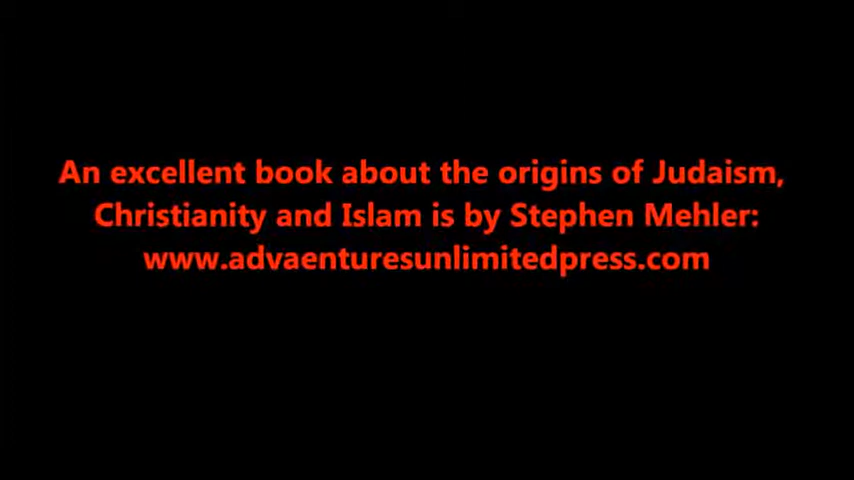 An excellent book about the origins of Judaism,
Christianity and Islam is by Stephen Mehler:
www.advaenturesunlimitedpress.com